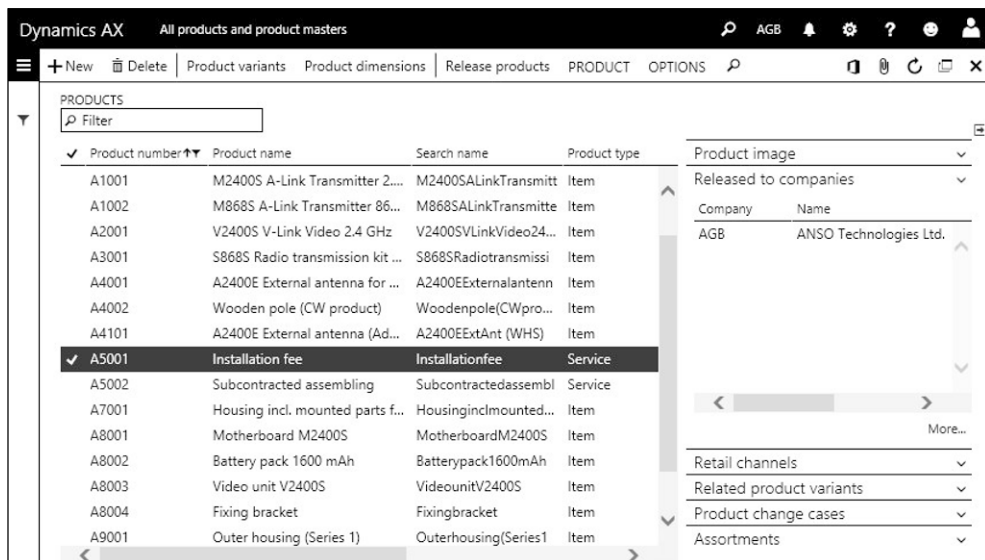 Dynamics AX All products and product masters AGB ?
New Delete Product variants Product dimensions Release products PRODUCT OPTIONS
PRODUCTS
Filter
Product number Product name Search name Product type
A1001 M2400S A-Link Transmitter 2.... M2400SALinkTransmitt Item
A1002 M868S A-Link Transmitter 86... M868SALinkTransmitte Item
A2001 V2400S V-Link Video 2.4 GHz V2400SVLinkVideo24... Item
A3001 S868S Radio transmission kit ... S868SRadiotransmissi Item
A4001 A2400E External antenna for ... A2400EExternalantenn Item
A4002 Wooden pole (CW product) Woodenpole(CWpro... Item
A4101 A2400E External antenna (Ad... A2400EExtAnt (WHS) Item
A5001 Installation fee Installationfee Service
A5002 Subcontracted assembling Subcontractedassembl Service
A7001 Housing incl. mounted parts f... Housinginclmounted... Item
A8001 Motherboard M2400S MotherboardM2400S Item
A8002 Battery pack 1600 mAh Batterypack1600mAh Item
A8003 Video unit V2400S VideounitV2400S Item
A8004 Fixing bracket Fixingbracket Item
A9001 Outer housing (Series 1) Outerhousing(Series1 Item
Product image
Released to companies
Company Name
AGB ANSO Technologies Ltd.
More...
Retail channels
Related product variants
Product change cases
Assortments